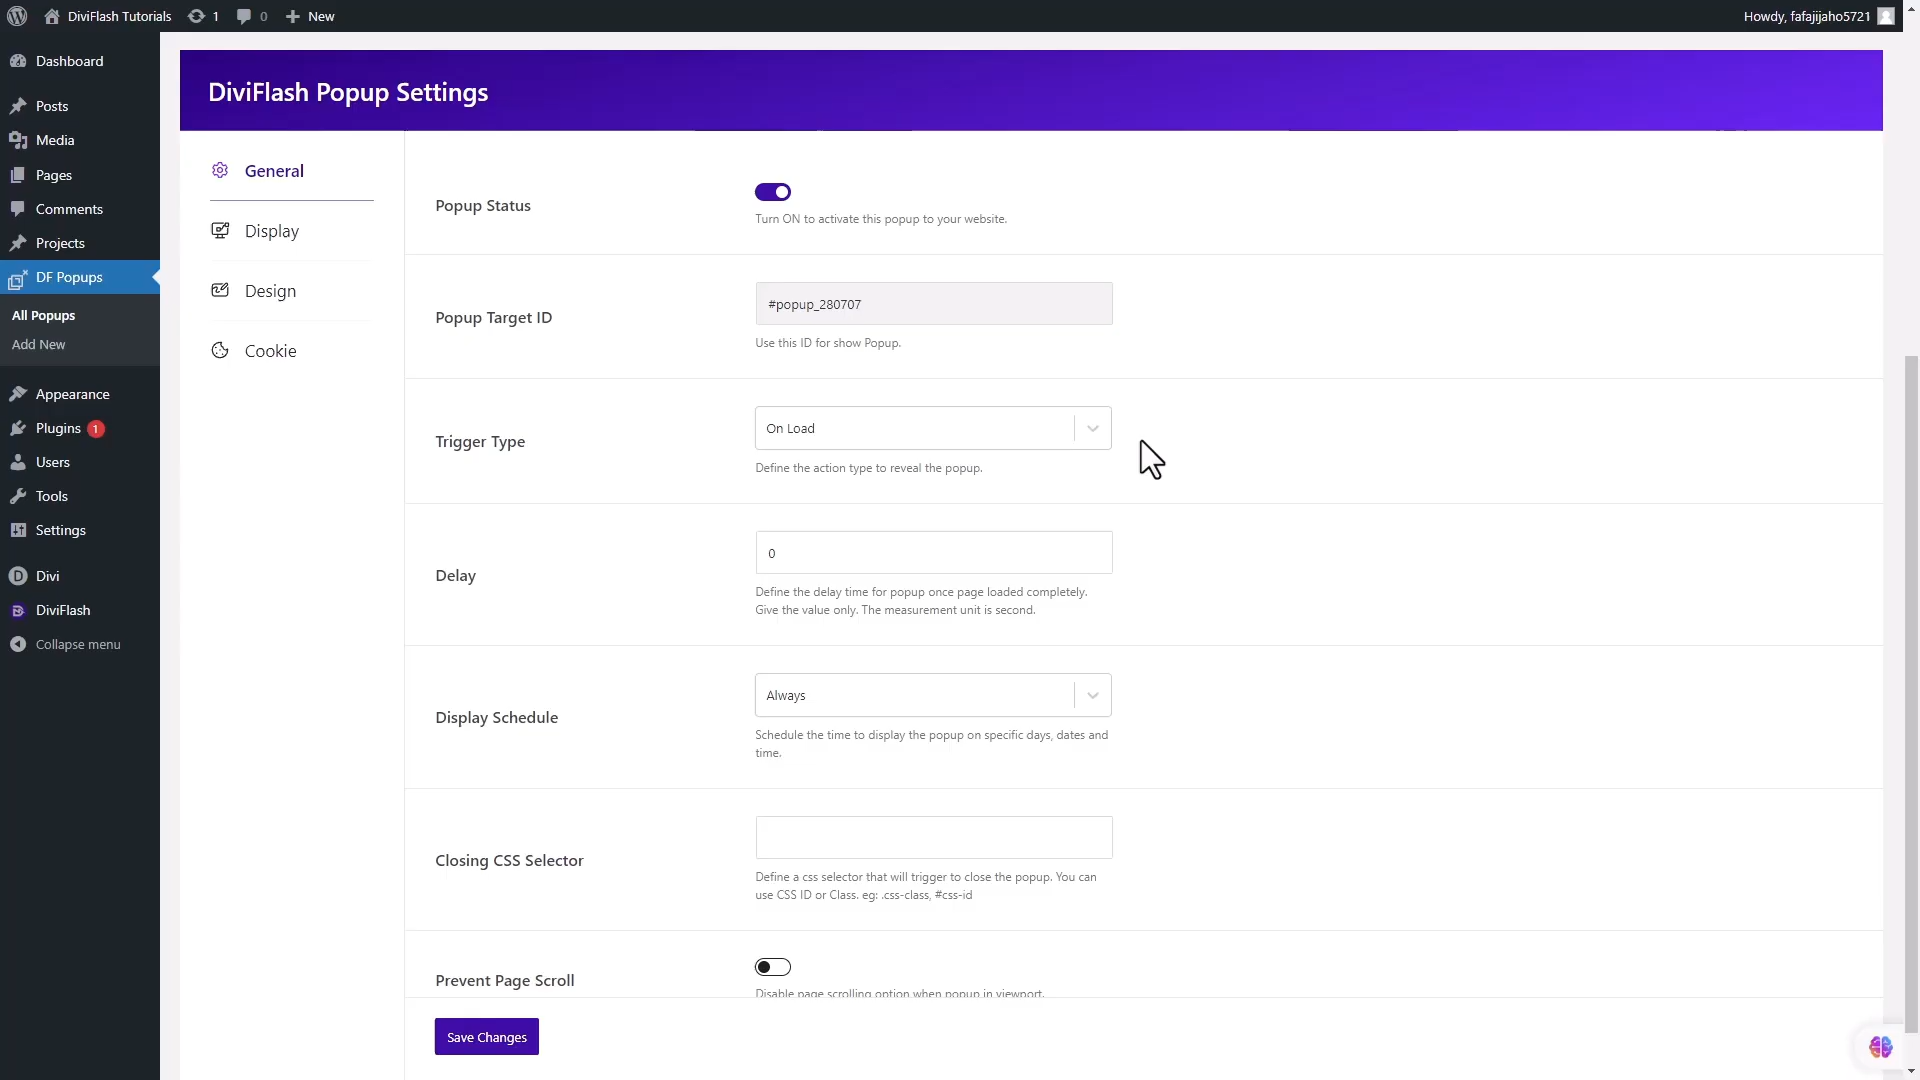 DiviFlash Tutorials
1
0
New
Howdy, fafajijaho5721
Dashboard
Posts
Media
Pages
Comments
Projects
DF Popups
All Popups
Add New
Appearance
Plugins 1
Users
Tools
Settings
Divi
DiviFlash
Collapse menu
DiviFlash Popup Settings
General
Display
Design
Cookie
Popup Status
Turn ON to activate this popup to your website.
Popup Target ID
#popup_280707
Use this ID for show Popup.
Trigger Type
On Load
Define the action type to reveal the popup.
Delay
0
Define the delay time for popup once page loaded completely.
Give the value only. The measurement unit is second.
Display Schedule
Always
Schedule the time to display the popup on specific days, dates and
time.
Closing CSS Selector
Define a css selector that will trigger to close the popup. You can
use CSS ID or Class. eg: .css-class, #css-id
Prevent Page Scroll
Disable page scrolling option when popup in viewport.
Save Changes